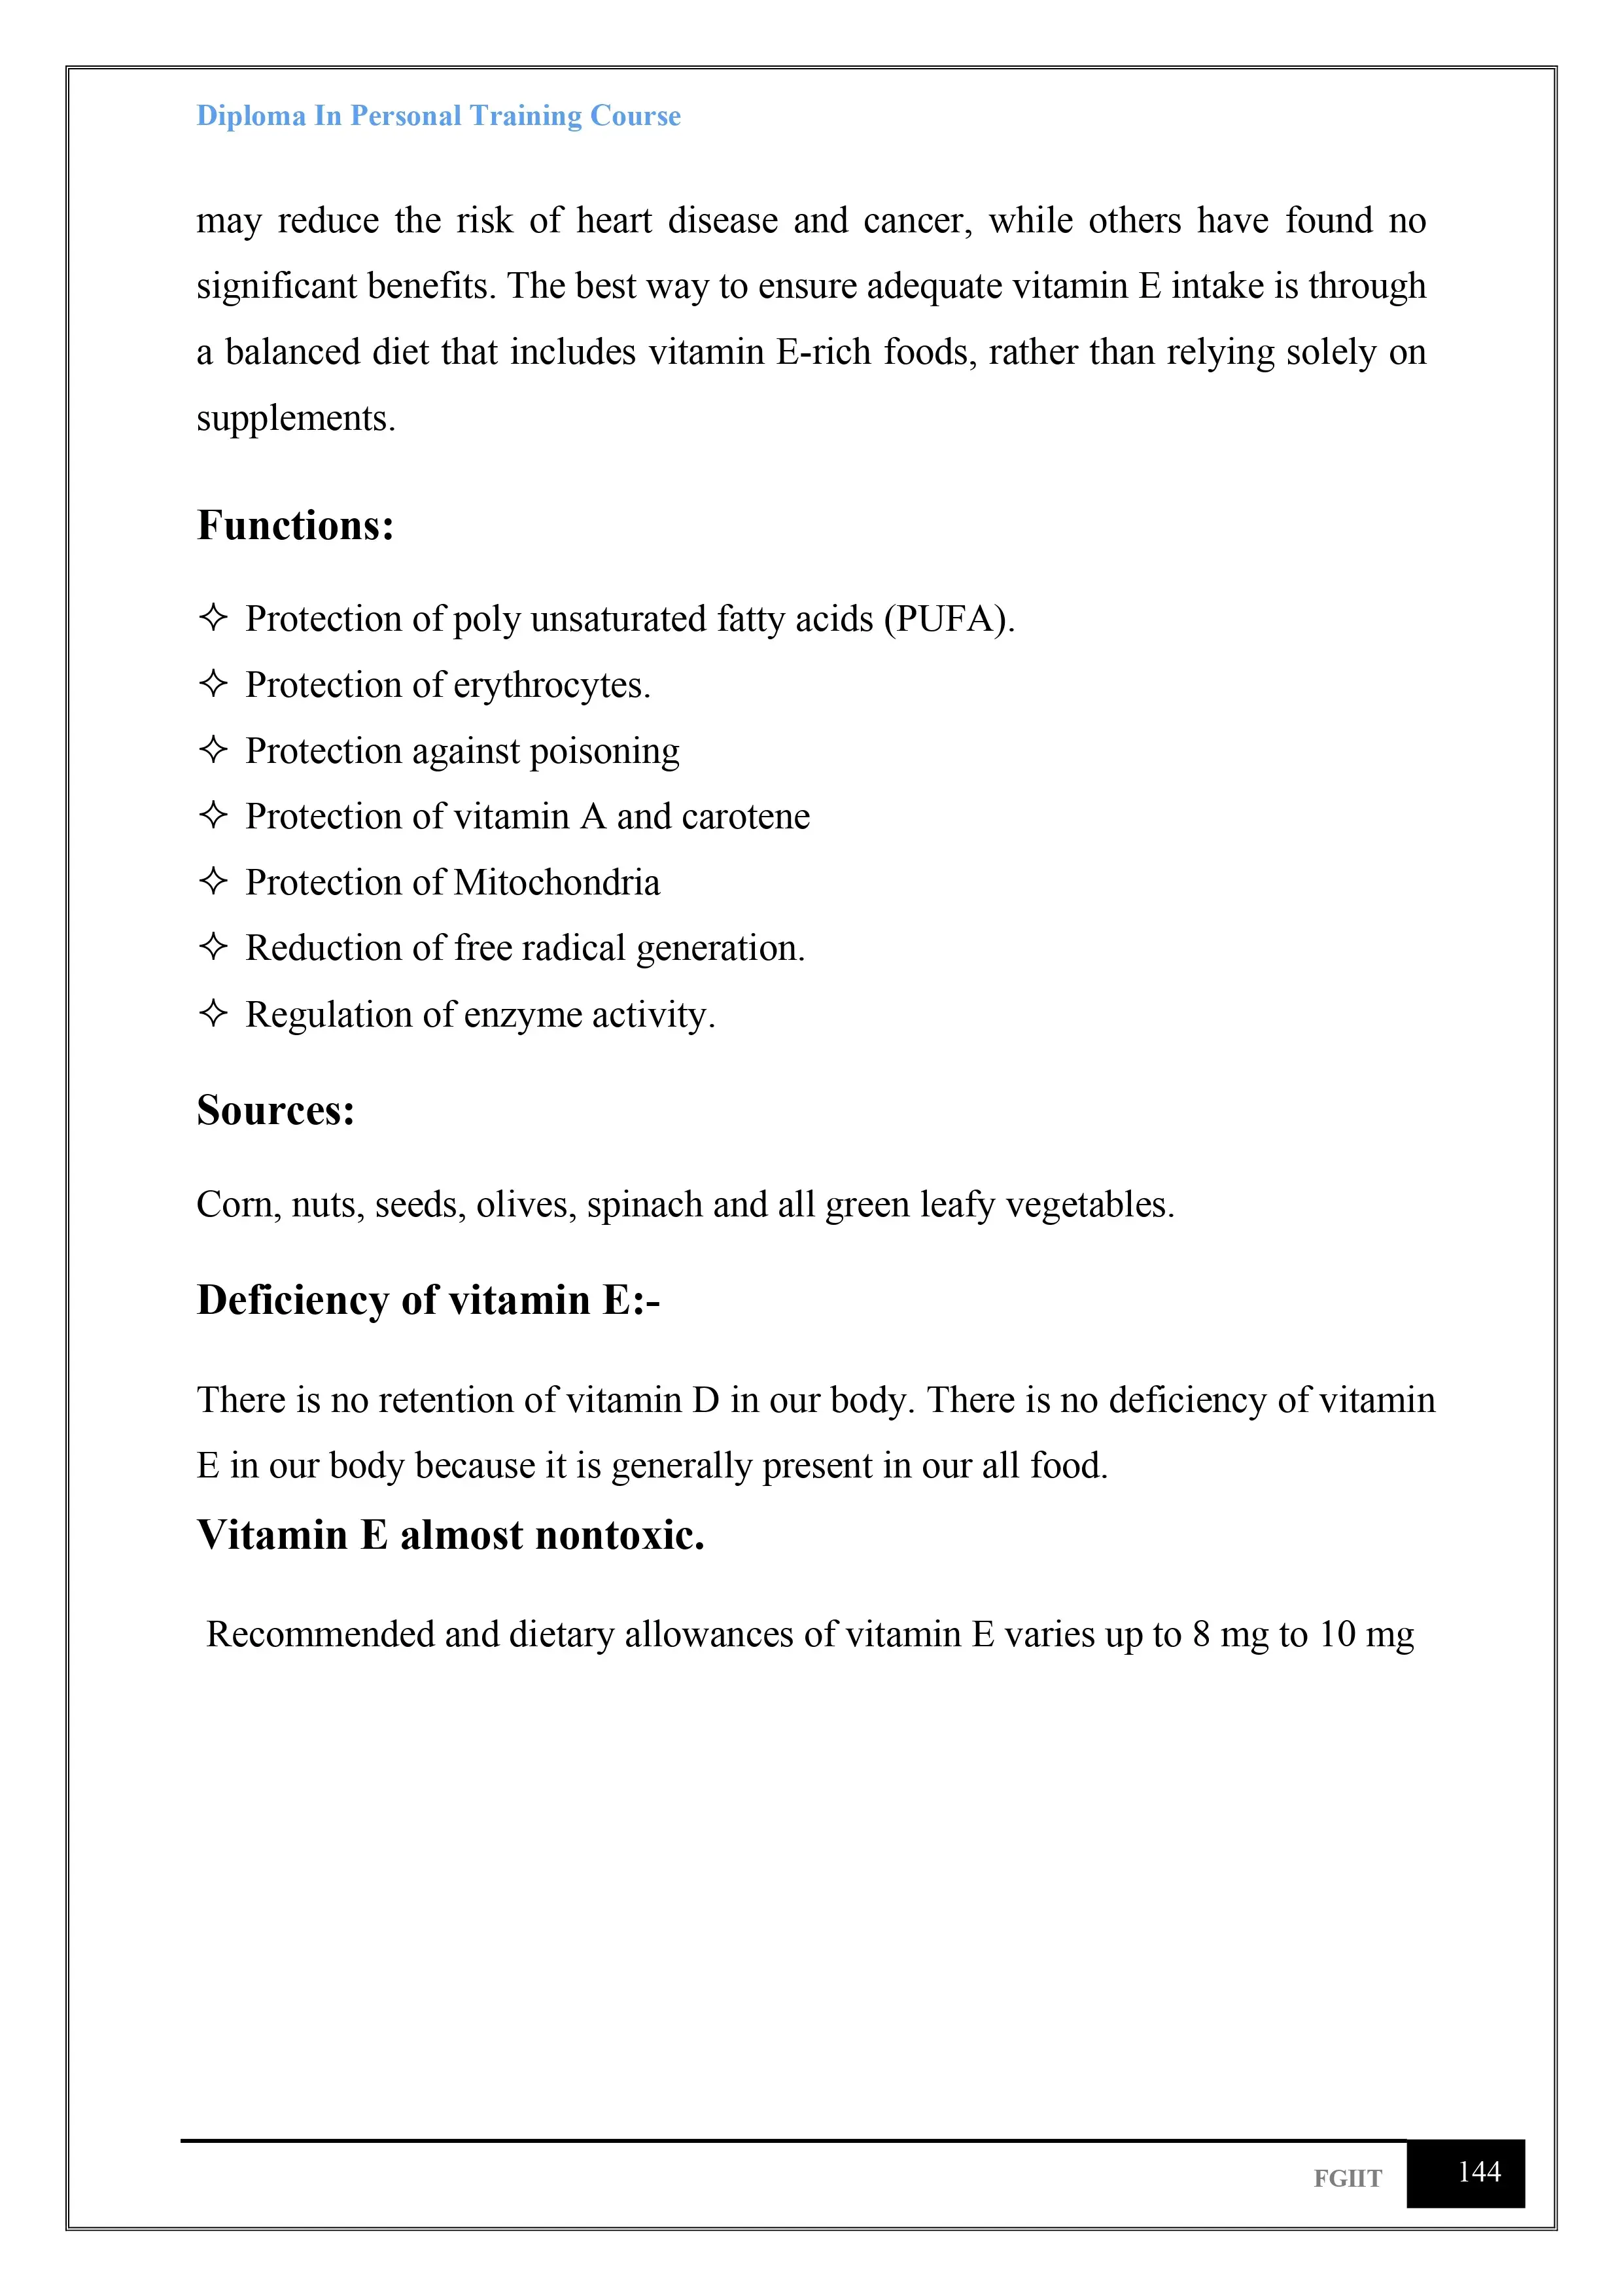 Diploma In Personal Training Course
may reduce the risk of heart disease and cancer, while others have found no
significant benefits. The best way to ensure adequate vitamin E intake is through
a balanced diet that includes vitamin E-rich foods, rather than relying solely on
supplements.
Functions:
✧ Protection of poly unsaturated fatty acids (PUFA).
✧ Protection of erythrocytes.
✧ Protection against poisoning
✧ Protection of vitamin A and carotene
✧ Protection of Mitochondria
✧ Reduction of free radical generation.
✧ Regulation of enzyme activity.
Sources:
Corn, nuts, seeds, olives, spinach and all green leafy vegetables.
Deficiency of vitamin E:-
There is no retention of vitamin D in our body. There is no deficiency of vitamin
E in our body because it is generally present in our all food.
Vitamin E almost nontoxic.
Recommended and dietary allowances of vitamin E varies up to 8 mg to 10 mg
FGIIT 144